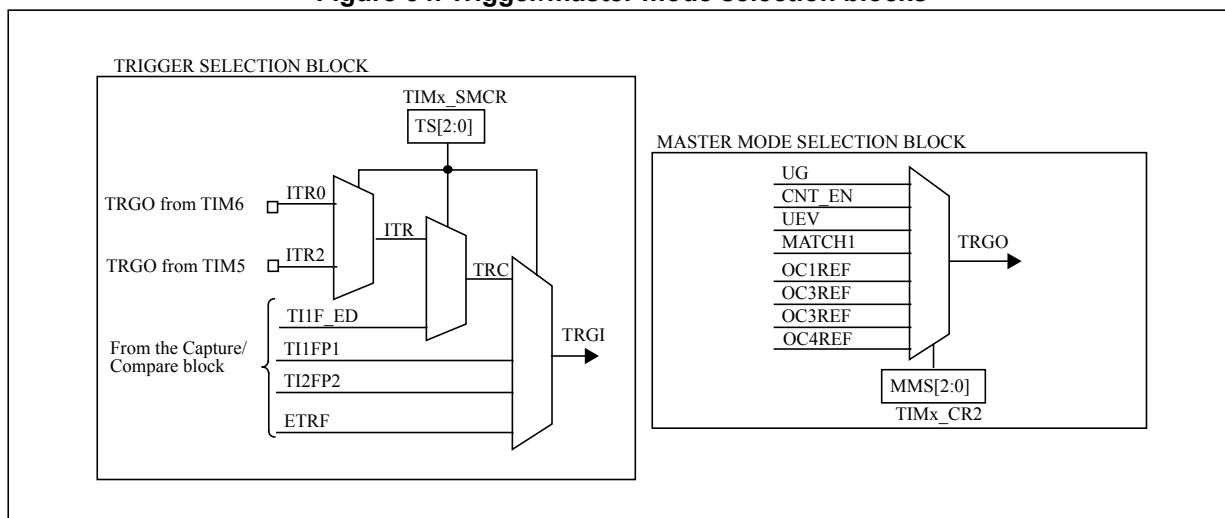 Trigger/master mode selection blocks
TRIGGER SELECTION BLOCK
TIMx_SMCR
TS[2:0]
TRGO from TIM6
ITR0
ITR
TRGO from TIM5
ITR2
TRC
TI1F_ED
TRGI
From the Capture/
Compare block
TI1FP1
TI2FP2
ETRF
MASTER MODE SELECTION BLOCK
UG
CNT_EN
UEV
MATCH1
TRGO
OC1REF
OC3REF
OC3REF
OC4REF
MMS[2:0]
TIMx_CR2